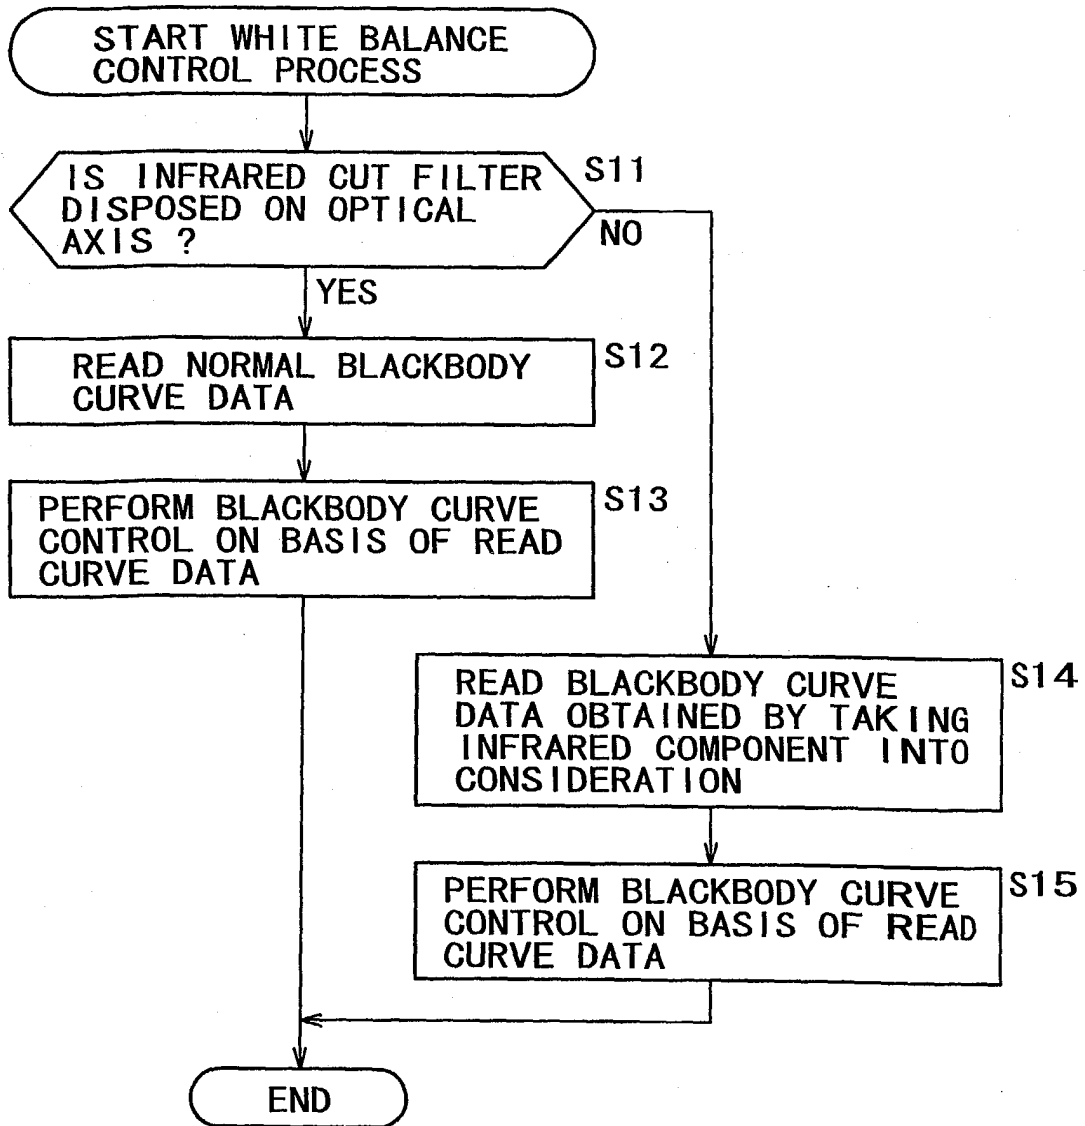 START WHITE BALANCE
CONTROL PROCESS
IS INFRARED CUT FILTER
DISPOSED ON OPTICAL
AXIS ?
S11
NO
YES
READ NORMAL BLACKBODY
CURVE DATA
S12
PERFORM BLACKBODY CURVE
CONTROL ON BASIS OF READ
CURVE DATA
S13
READ BLACKBODY CURVE
DATA OBTAINED BY TAKING
INFRARED COMPONENT INTO
CONSIDERATION
S14
PERFORM BLACKBODY CURVE
CONTROL ON BASIS OF READ
CURVE DATA
S15
END